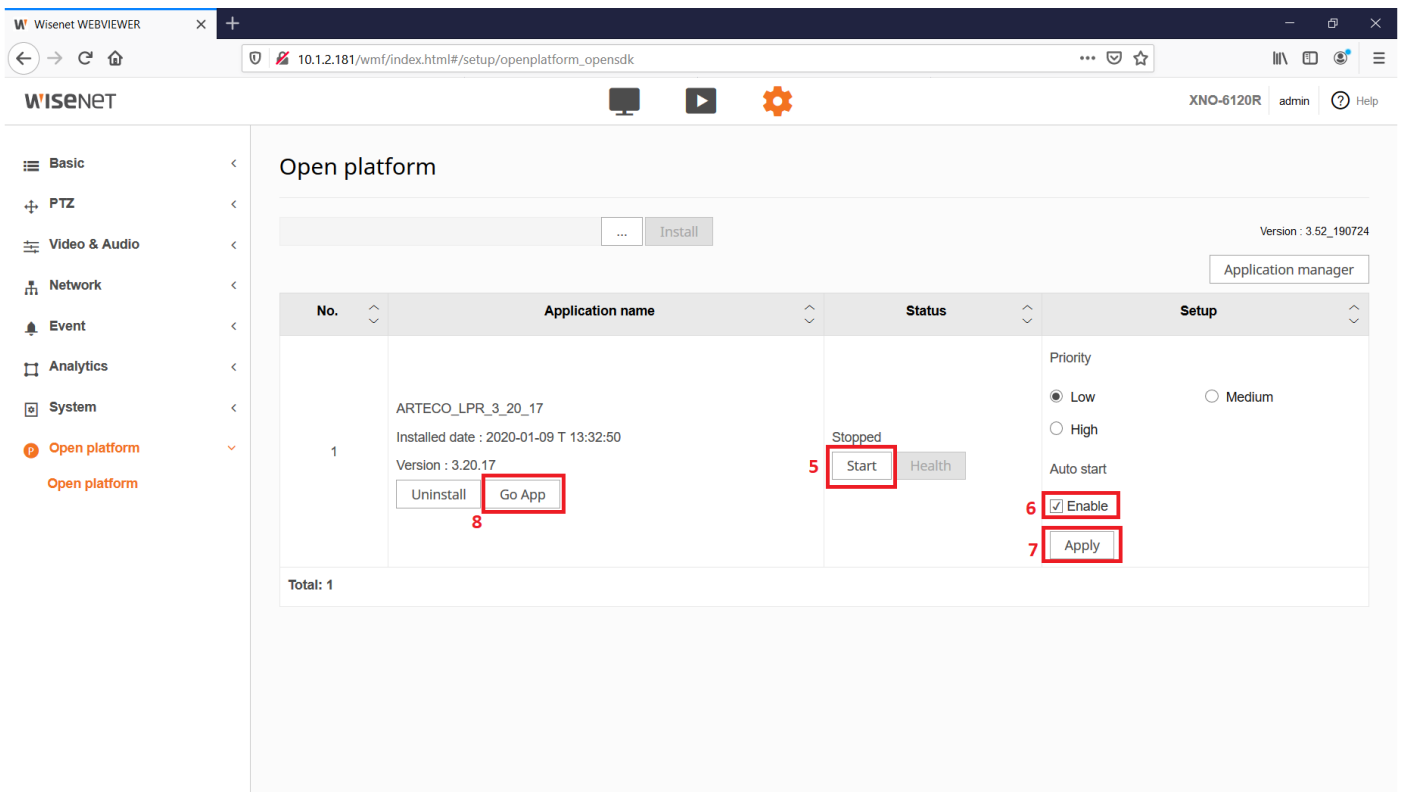 Wisenet WEBVIEWER
10.1.2.181/wmf/index.html#/setup/openplatform_opensdk
WISENET
XNO-6120R admin ? Help
Basic
PTZ
Video & Audio
Network
Event
Analytics
System
P Open platform
Open platform
Open platform
... Install
Version : 3.52_190724
Application manager
No. Application name Status Setup
1
ARTECO_LPR_3_20_17
Installed date : 2020-01-09 T 13:32:50
Version : 3.20.17
Uninstall Go App
8
Stopped
5 Start Health
Priority
Low Medium
High
Auto start
6 Enable
7 Apply
Total: 1